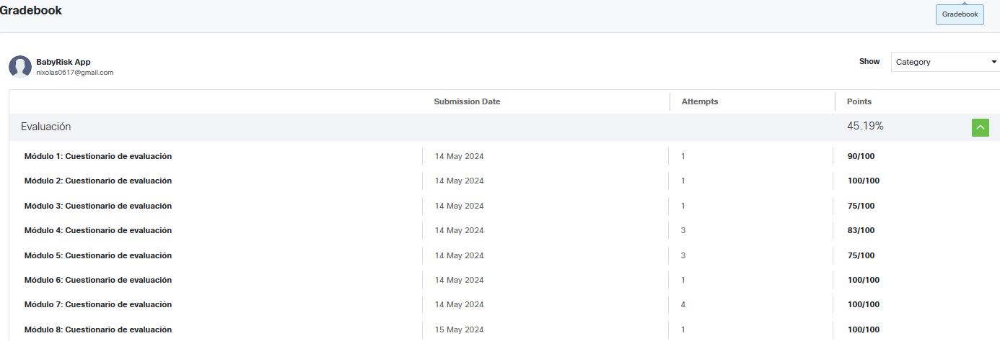 Gradebook
Gradebook
BabyRisk App
nixolas0617@gmail.com
Show Category
Submission Date Attempts Points
Evaluación 45.19%
Módulo 1: Cuestionario de evaluación 14 May 2024 1 90/100
Módulo 2: Cuestionario de evaluación 14 May 2024 1 100/100
Módulo 3: Cuestionario de evaluación 14 May 2024 1 75/100
Módulo 4: Cuestionario de evaluación 14 May 2024 3 83/100
Módulo 5: Cuestionario de evaluación 14 May 2024 3 75/100
Módulo 6: Cuestionario de evaluación 14 May 2024 1 100/100
Módulo 7: Cuestionario de evaluación 14 May 2024 4 100/100
Módulo 8: Cuestionario de evaluación 15 May 2024 1 100/100